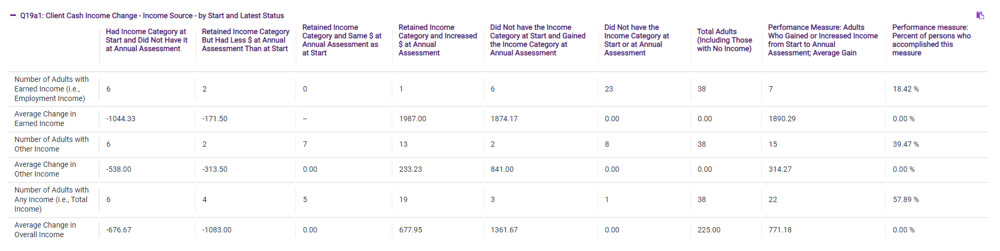 Q19a1: Client Cash Income Change - Income Source - by Start and Latest Status
Had Income Category at
Start and Did Not Have it
at Annual Assessment
Retained Income Category
But Had Less $ at Annual
Assessment Than at Start
Retained Income
Category and Same $ at
Annual Assessment as
at Start
Retained Income
Category and Increased
$ at Annual
Assessment
Did Not have the Income
Category at Start and Gained
the Income Category at
Annual Assessment
Did Not have the
Income Category at
Start or at Annual
Assessment
Total Adults
(Including Those
with No Income)
Perfomance Measure: Adults
Who Gained or Increased Income
from Start to Annual
Assessment; Average Gain
Performance measure:
Percent of persons who
accomplished this
measure
Number of Adults with
Earned Income (i.e.,
Employment Income)
6 2 0 1 6 23 38 7 18.42 %
Average Change in
Earned Income
-1044.33 -171.50 -- 1987.00 1874.17 0.00 0.00 1890.29 0.00 %
Number of Adults with
Other Income
6 2 7 13 2 8 38 15 39.47 %
Average Change in
Other Income
-538.00 -313.50 0.00 233.23 841.00 0.00 0.00 314.27 0.00 %
Number of Adults with
Any Income (i.e., Total
Income)
6 4 5 19 3 1 38 22 57.89 %
Average Change in
Overall Income
-676.67 -1083.00 0.00 677.95 1361.67 0.00 225.00 771.18 0.00 %